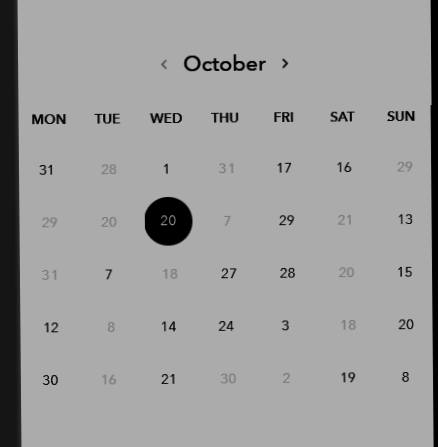 ‹ October ›
MON TUE WED THU FRI SAT SUN
31 28 1 31 17 16 29
29 20 20 7 29 21 13
31 7 18 27 28 20 15
12 8 14 24 3 18 20
30 16 21 30 2 19 8